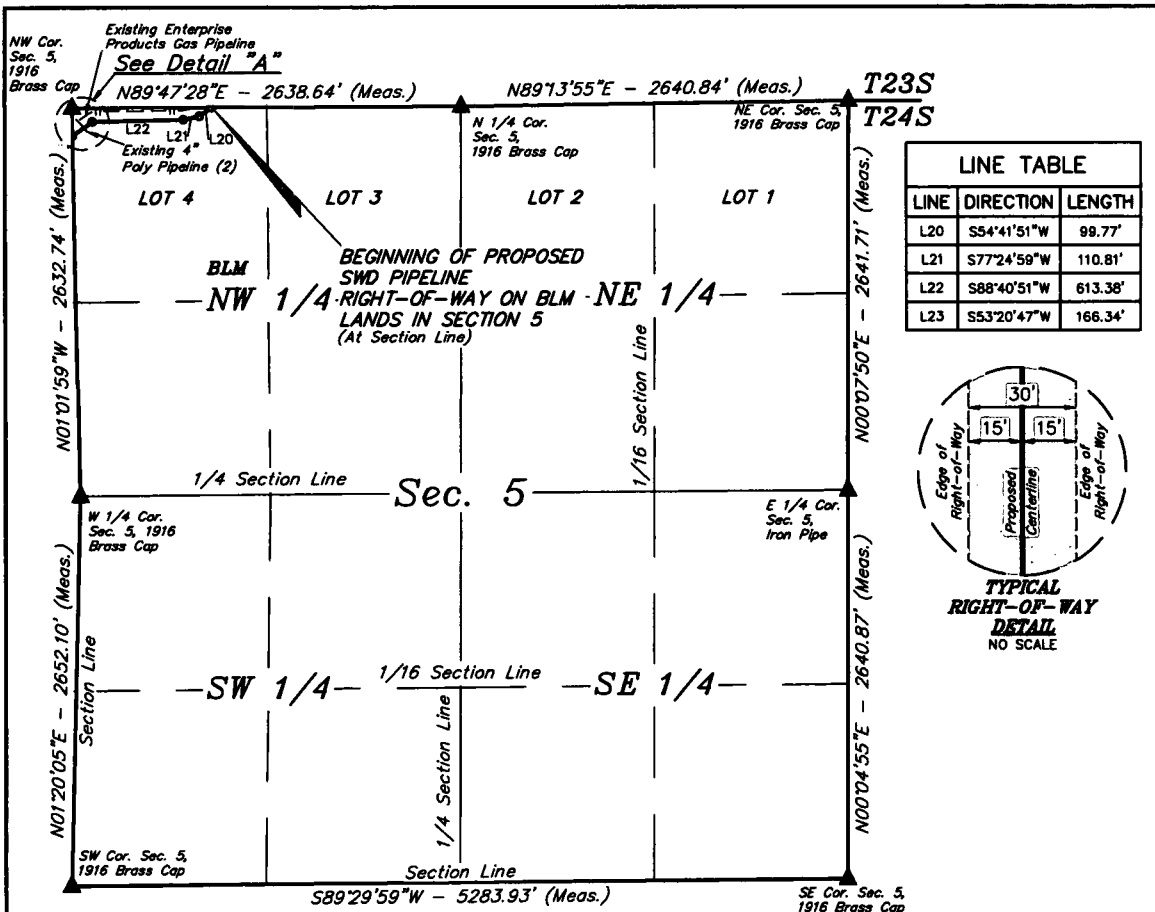 NW Cor.
Sec. 5,
1916
Brass Cap
Existing Enterprise
Products Gas Pipeline
See Detail "A"
N89°47'28"E - 2638.64' (Meas.)
N89°13'55"E - 2640.84' (Meas.)
T23S
T24S
NE Cor. Sec. 5,
1916 Brass Cap
N 1/4 Cor.
Sec. 5,
1916 Brass Cap
L22
L21
L20
Existing 4"
Poly Pipeline (2)
LOT 4
LOT 3
LOT 2
LOT 1
BEGINNING OF PROPOSED
SWD PIPELINE
RIGHT-OF-WAY ON BLM
LANDS IN SECTION 5
(At Section Line)
BLM
NW 1/4
NE 1/4
N01°01'59"W - 2632.74' (Meas.)
N00°07'50"E - 2641.71' (Meas.)
1/16 Section Line
1/4 Section Line
Sec. 5
W 1/4 Cor.
Sec. 5, 1916
Brass Cap
E 1/4 Cor.
Sec. 5,
Iron Pipe
N01°20'05"E - 2652.10' (Meas.)
Section Line
1/16 Section Line
SW 1/4
SE 1/4
1/4 Section Line
N00°04'55"E - 2640.87' (Meas.)
SW Cor. Sec. 5,
1916 Brass Cap
Section Line
S89°29'59"W - 5283.93' (Meas.)
SE Cor. Sec. 5,
1916 Brass Cap
LINE TABLE
LINE DIRECTION LENGTH
L20 S54°41'51"W 99.77'
L21 S77°24'59"W 110.81'
L22 S88°40'51"W 613.38'
L23 S53°20'47"W 166.34'
30'
15' 15'
Edge of
Right-of-Way
Proposed
Centerline
Edge of
Right-of-Way
TYPICAL
RIGHT-OF-WAY
DETAIL
NO SCALE